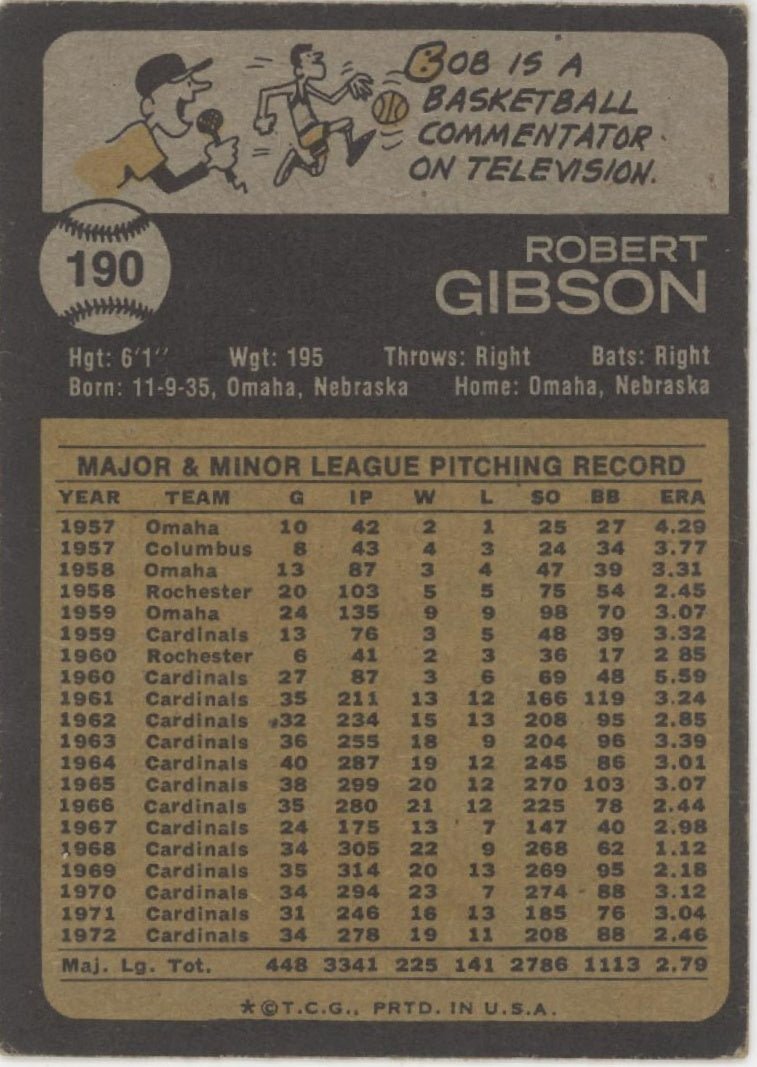 BOB IS A
BASKETBALL
COMMENTATOR
ON TELEVISION.
190
ROBERT
GIBSON
Hgt: 6'1" Wgt: 195 Throws: Right Bats: Right
Born: 11-9-35, Omaha, Nebraska Home: Omaha, Nebraska
MAJOR & MINOR LEAGUE PITCHING RECORD
YEAR TEAM G IP W L SO BB ERA
1957 Omaha 10 42 2 1 25 27 4.29
1957 Columbus 8 43 4 3 24 34 3.77
1958 Omaha 13 87 3 4 47 39 3.31
1958 Rochester 20 103 5 5 75 54 2.45
1959 Omaha 24 135 9 9 98 70 3.07
1959 Cardinals 13 76 3 5 48 39 3.32
1960 Rochester 6 41 2 3 36 17 2 85
1960 Cardinals 27 87 3 6 69 48 5.59
1961 Cardinals 35 211 13 12 166 119 3.24
1962 Cardinals 32 234 15 13 208 95 2.85
1963 Cardinals 36 255 18 9 204 96 3.39
1964 Cardinals 40 287 19 12 245 86 3.01
1965 Cardinals 38 299 20 12 270 103 3.07
1966 Cardinals 35 280 21 12 225 78 2.44
1967 Cardinals 24 175 13 7 147 40 2.98
1968 Cardinals 34 305 22 9 268 62 1.12
1969 Cardinals 35 314 20 13 269 95 2.18
1970 Cardinals 34 294 23 7 274 88 3.12
1971 Cardinals 31 246 16 13 185 76 3.04
1972 Cardinals 34 278 19 11 208 88 2.46
Maj. Lg. Tot. 448 3341 225 141 2786 1113 2.79
*©T.C.G., PRTD. IN U.S.A.